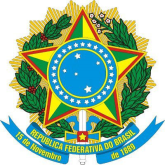 REPÚBLICA FEDERATIVA DO BRASIL
15 de Novembro
de 1889